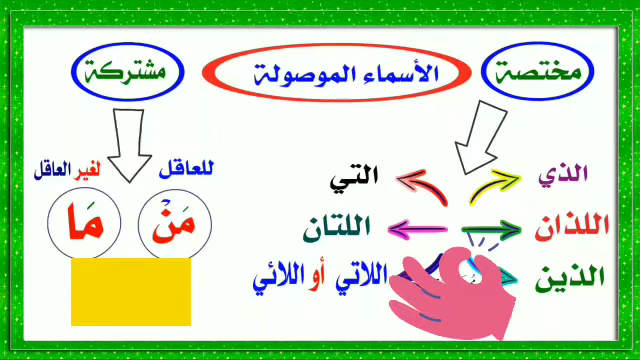 مختصة
الأسماء الموصولة
مشتركة
الذي
التي
اللذان
اللتان
الذين
اللاتي أو اللائي
للعاقل
لغير العاقل
مَنْ
مَا